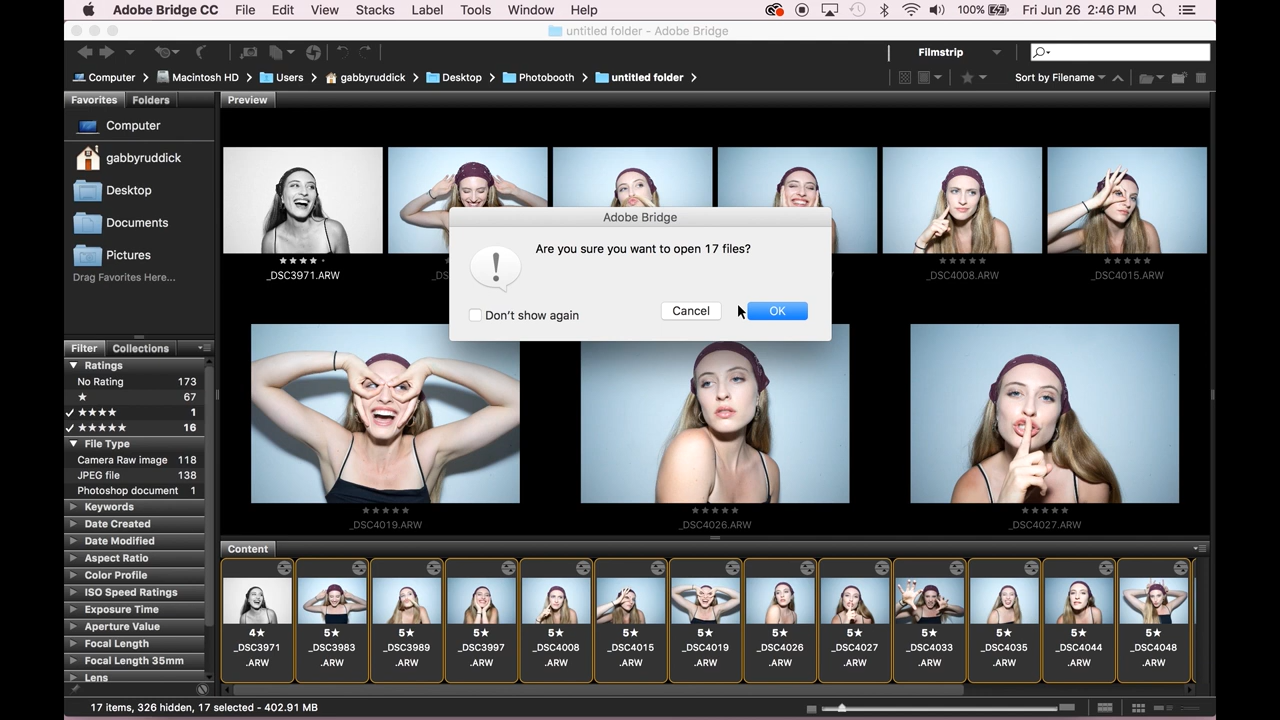 Adobe Bridge CC File Edit View Stacks Label Tools Window Help 100% Fri Jun 26 2:46 PM
untitled folder - Adobe Bridge
Filmstrip
Computer Macintosh HD Users gabbyruddick Desktop Photobooth untitled folder Sort by Filename
Favorites Folders
Computer
gabbyruddick
Desktop
Documents
Pictures
Drag Favorites Here...
Preview
★★★★
_DSC3971.ARW
★★★★★
_DSC4008.ARW
★★★★★
_DSC4015.ARW
Adobe Bridge
Are you sure you want to open 17 files?
Don't show again
Cancel
OK
★★★★★
_DSC4019.ARW
★★★★★
_DSC4026.ARW
★★★★★
_DSC4027.ARW
Filter Collections
Ratings
No Rating 173
★ 67
✓ ★★★★ 1
✓ ★★★★★ 16
File Type
Camera Raw image 118
JPEG file 138
Photoshop document 1
Keywords
Date Created
Date Modified
Aspect Ratio
Color Profile
ISO Speed Ratings
Exposure Time
Aperture Value
Focal Length
Focal Length 35mm
Lens
Content
4★ 5★ 5★ 5★ 5★ 5★ 5★ 5★ 5★ 5★ 5★ 5★ 5★
_DSC3971 _DSC3983 _DSC3989 _DSC3997 _DSC4008 _DSC4015 _DSC4019 _DSC4026 _DSC4027 _DSC4033 _DSC4035 _DSC4044 _DSC4048
.ARW .ARW .ARW .ARW .ARW .ARW .ARW .ARW .ARW .ARW .ARW .ARW .ARW
17 items, 326 hidden, 17 selected - 402.91 MB